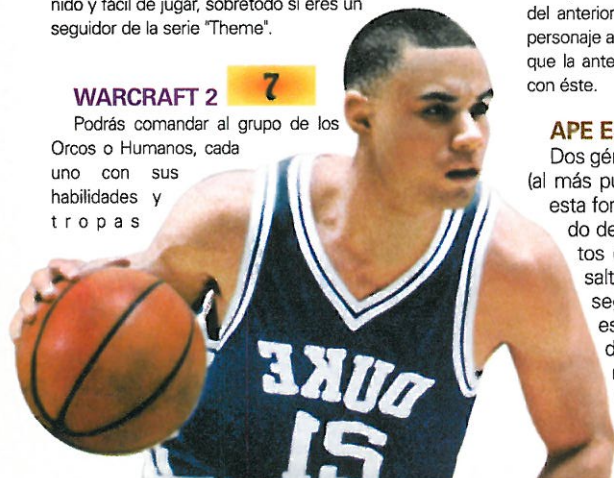 nido y fácil de jugar, sobretodo si eres un
seguidor de la serie "Theme".
WARCRAFT 2 7
Podrás comandar al grupo de los
Orcos o Humanos, cada
uno con sus
habilidades y
tropas
DUKE
21
del anterior
personaje a
que la ante
con éste.
APE E
Dos gén
(al más pu
esta for
do de
tos
salt
es